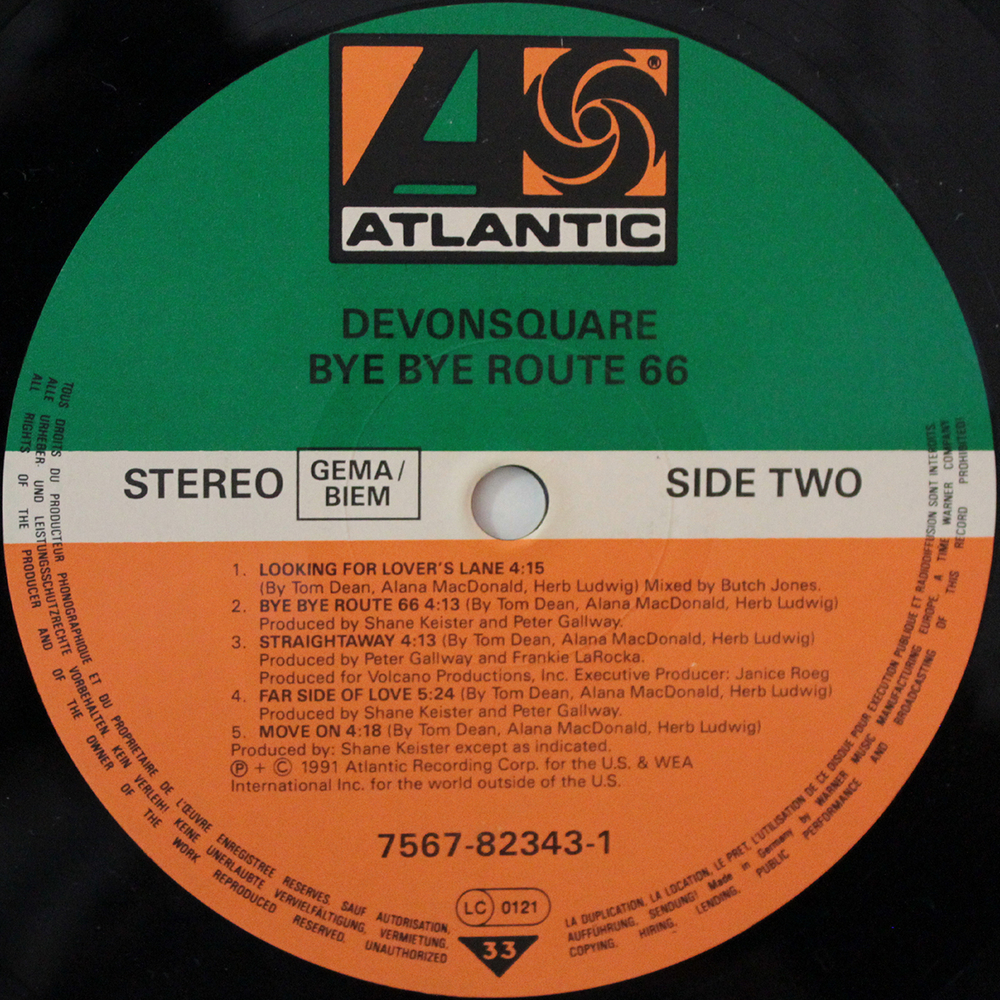 ®
ATLANTIC
DEVONSQUARE
BYE BYE ROUTE 66
STEREO
GEMA/
BIEM
SIDE TWO
1. LOOKING FOR LOVER'S LANE 4:15
(By Tom Dean, Alana MacDonald, Herb Ludwig) Mixed by Butch Jones.
2. BYE BYE ROUTE 66 4:13 (By Tom Dean, Alana MacDonald, Herb Ludwig)
Produced by Shane Keister and Peter Gallway.
3. STRAIGHTAWAY 4:13 (By Tom Dean, Alana MacDonald, Herb Ludwig)
Produced by Peter Gallway and Frankie LaRocka.
Produced for Volcano Productions, Inc. Executive Producer: Janice Roeg
4. FAR SIDE OF LOVE 5:24 (By Tom Dean, Alana MacDonald, Herb Ludwig)
Produced by Shane Keister and Peter Gallway.
5. MOVE ON 4:18 (By Tom Dean, Alana MacDonald, Herb Ludwig)
Produced by: Shane Keister except as indicated.
℗ + © 1991 Atlantic Recording Corp. for the U.S. & WEA
International Inc. for the world outside of the U.S.
7567-82343-1
LC 0121
33
TOUS DROITS DU PRODUCTEUR PHONOGRAPHIQUE ET DU PROPRIETAIRE DE L'ŒUVRE ENREGISTREE RESERVES. SAUF AUTORISATION,
LA DUPLICATION, LA LOCATION, LE PRET, L'UTILISATION DE CE DISQUE POUR EXECUTION PUBLIQUE ET RADIODIFFUSION SONT INTERDITS.
ALLE URHEBER- UND LEISTUNGSSCHUTZRECHTE VORBEHALTEN. KEIN VERLEIH! KEINE UNERLAUBTE VERVIELFÄLTIGUNG, VERMIETUNG,
AUFFÜHRUNG, SENDUNG! Made in Germany by WARNER MUSIC MANUFACTURING EUROPE, A TIME WARNER COMPANY
ALL RIGHTS OF THE PRODUCER AND OF THE OWNER OF THE WORK REPRODUCED RESERVED. UNAUTHORIZED
COPYING, HIRING, LENDING, PUBLIC PERFORMANCE AND BROADCASTING OF THIS RECORD PROHIBITED!